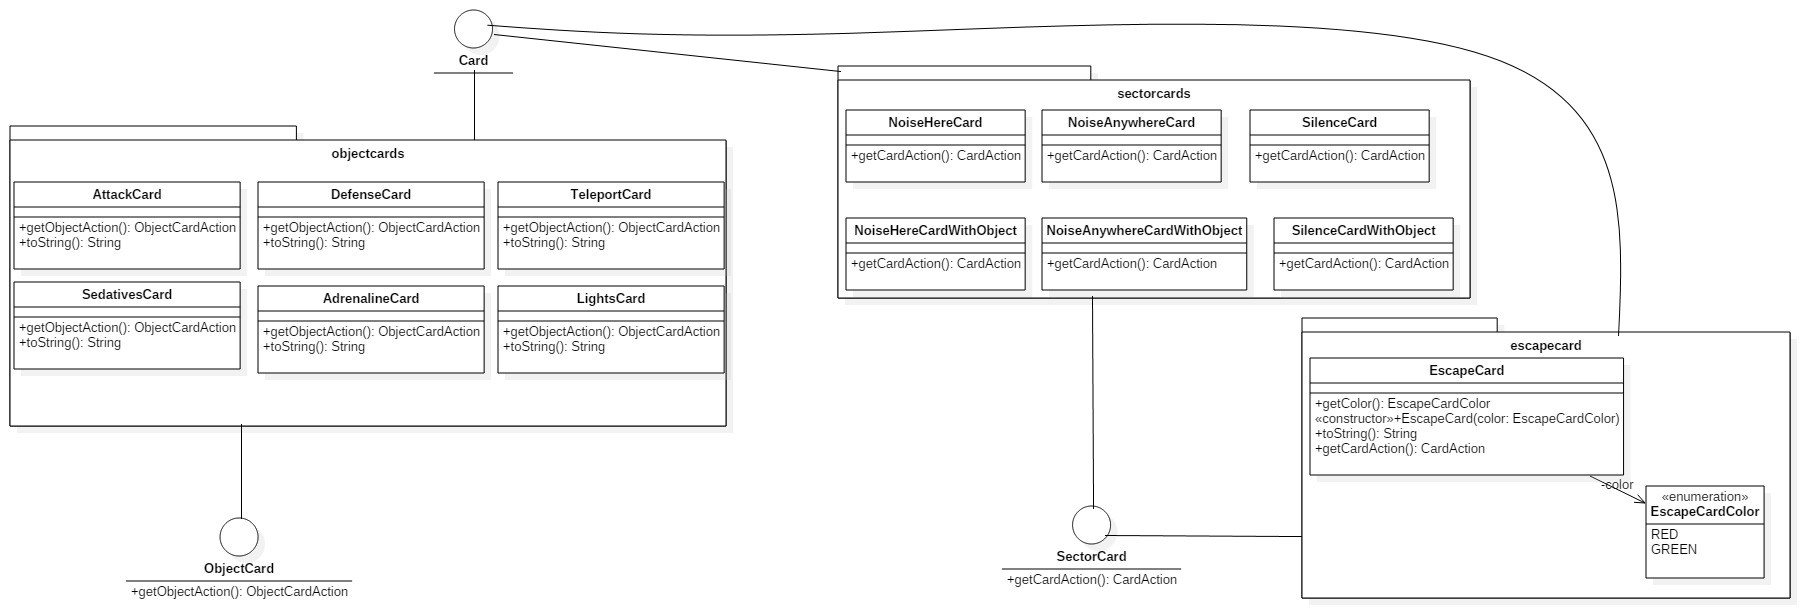 Card
objectcards
AttackCard
+getObjectAction(): ObjectCardAction
+toString(): String
DefenseCard
+getObjectAction(): ObjectCardAction
+toString(): String
TeleportCard
+getObjectAction(): ObjectCardAction
+toString(): String
SedativesCard
+getObjectAction(): ObjectCardAction
+toString(): String
AdrenalineCard
+getObjectAction(): ObjectCardAction
+toString(): String
LightsCard
+getObjectAction(): ObjectCardAction
+toString(): String
ObjectCard
+getObjectAction(): ObjectCardAction
sectorcards
NoiseHereCard
+getCardAction(): CardAction
NoiseAnywhereCard
+getCardAction(): CardAction
SilenceCard
+getCardAction(): CardAction
NoiseHereCardWithObject
+getCardAction(): CardAction
NoiseAnywhereCardWithObject
+getCardAction(): CardAction
SilenceCardWithObject
+getCardAction(): CardAction
SectorCard
+getCardAction(): CardAction
escapecard
EscapeCard
+getColor(): EscapeCardColor
«constructor»+EscapeCard(color: EscapeCardColor)
+toString(): String
+getCardAction(): CardAction
-color
«enumeration»
EscapeCardColor
RED
GREEN